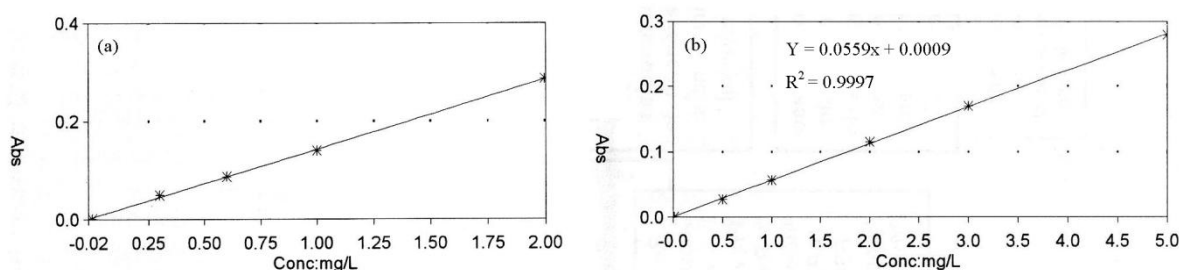 0.4
(a)
0.2
Abs
0.0
-0.02 0.25 0.50 0.75 1.00 1.25 1.50 1.75 2.00
Conc:mg/L
0.3
(b)
Y = 0.0559x + 0.0009
R² = 0.9997
0.2
Abs
0.1
0.0
-0.0 0.5 1.0 1.5 2.0 2.5 3.0 3.5 4.0 4.5 5.0
Conc:mg/L